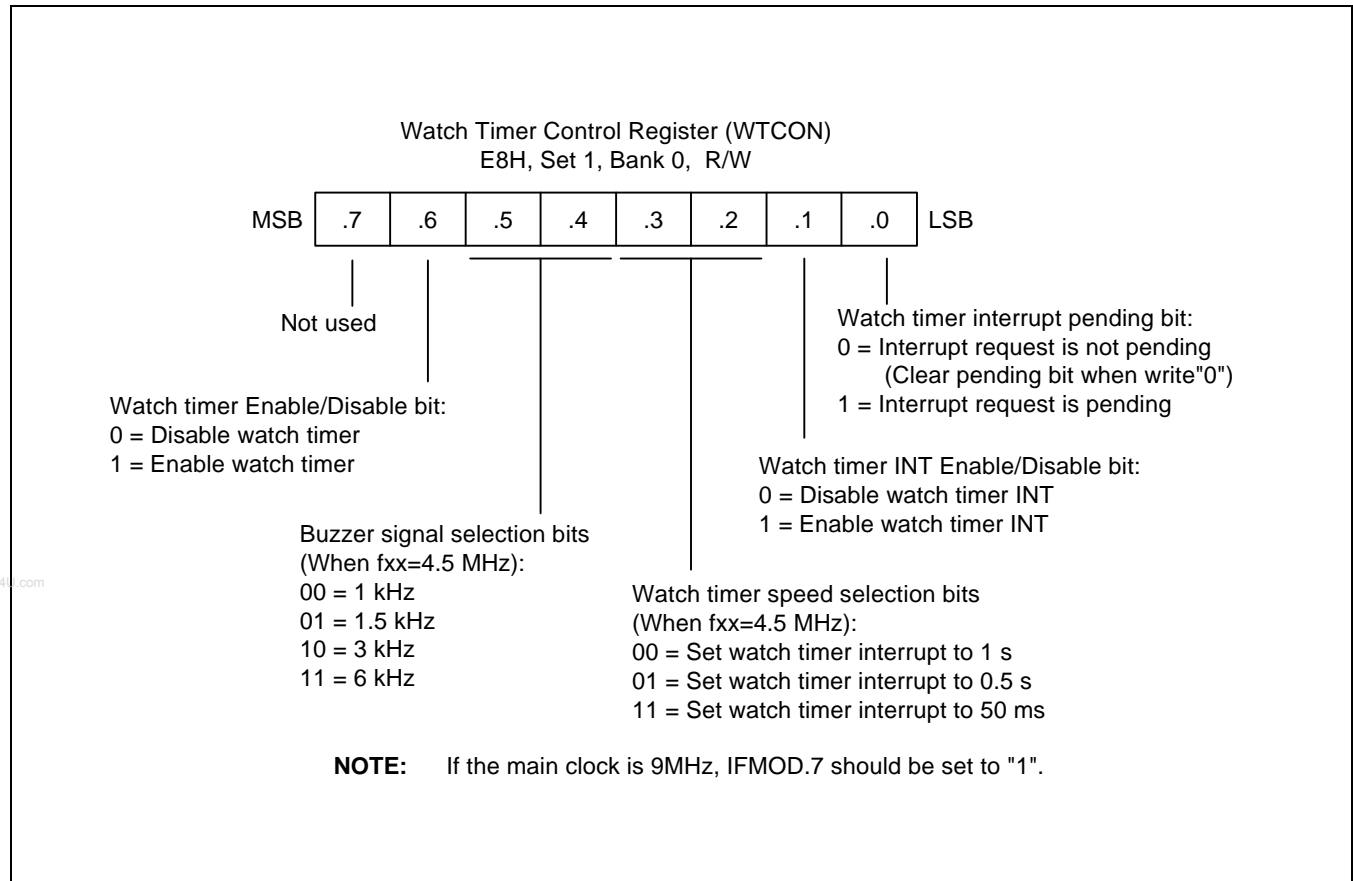 Watch Timer Control Register (WTCON)
E8H, Set 1, Bank 0, R/W
MSB .7 .6 .5 .4 .3 .2 .1 .0 LSB
Not used
Watch timer Enable/Disable bit:
0 = Disable watch timer
1 = Enable watch timer
Buzzer signal selection bits
(When fxx=4.5 MHz):
00 = 1 kHz
01 = 1.5 kHz
10 = 3 kHz
11 = 6 kHz
Watch timer speed selection bits
(When fxx=4.5 MHz):
00 = Set watch timer interrupt to 1 s
01 = Set watch timer interrupt to 0.5 s
11 = Set watch timer interrupt to 50 ms
Watch timer INT Enable/Disable bit:
0 = Disable watch timer INT
1 = Enable watch timer INT
Watch timer interrupt pending bit:
0 = Interrupt request is not pending
(Clear pending bit when write"0")
1 = Interrupt request is pending
NOTE: If the main clock is 9MHz, IFMOD.7 should be set to "1".
4U.com